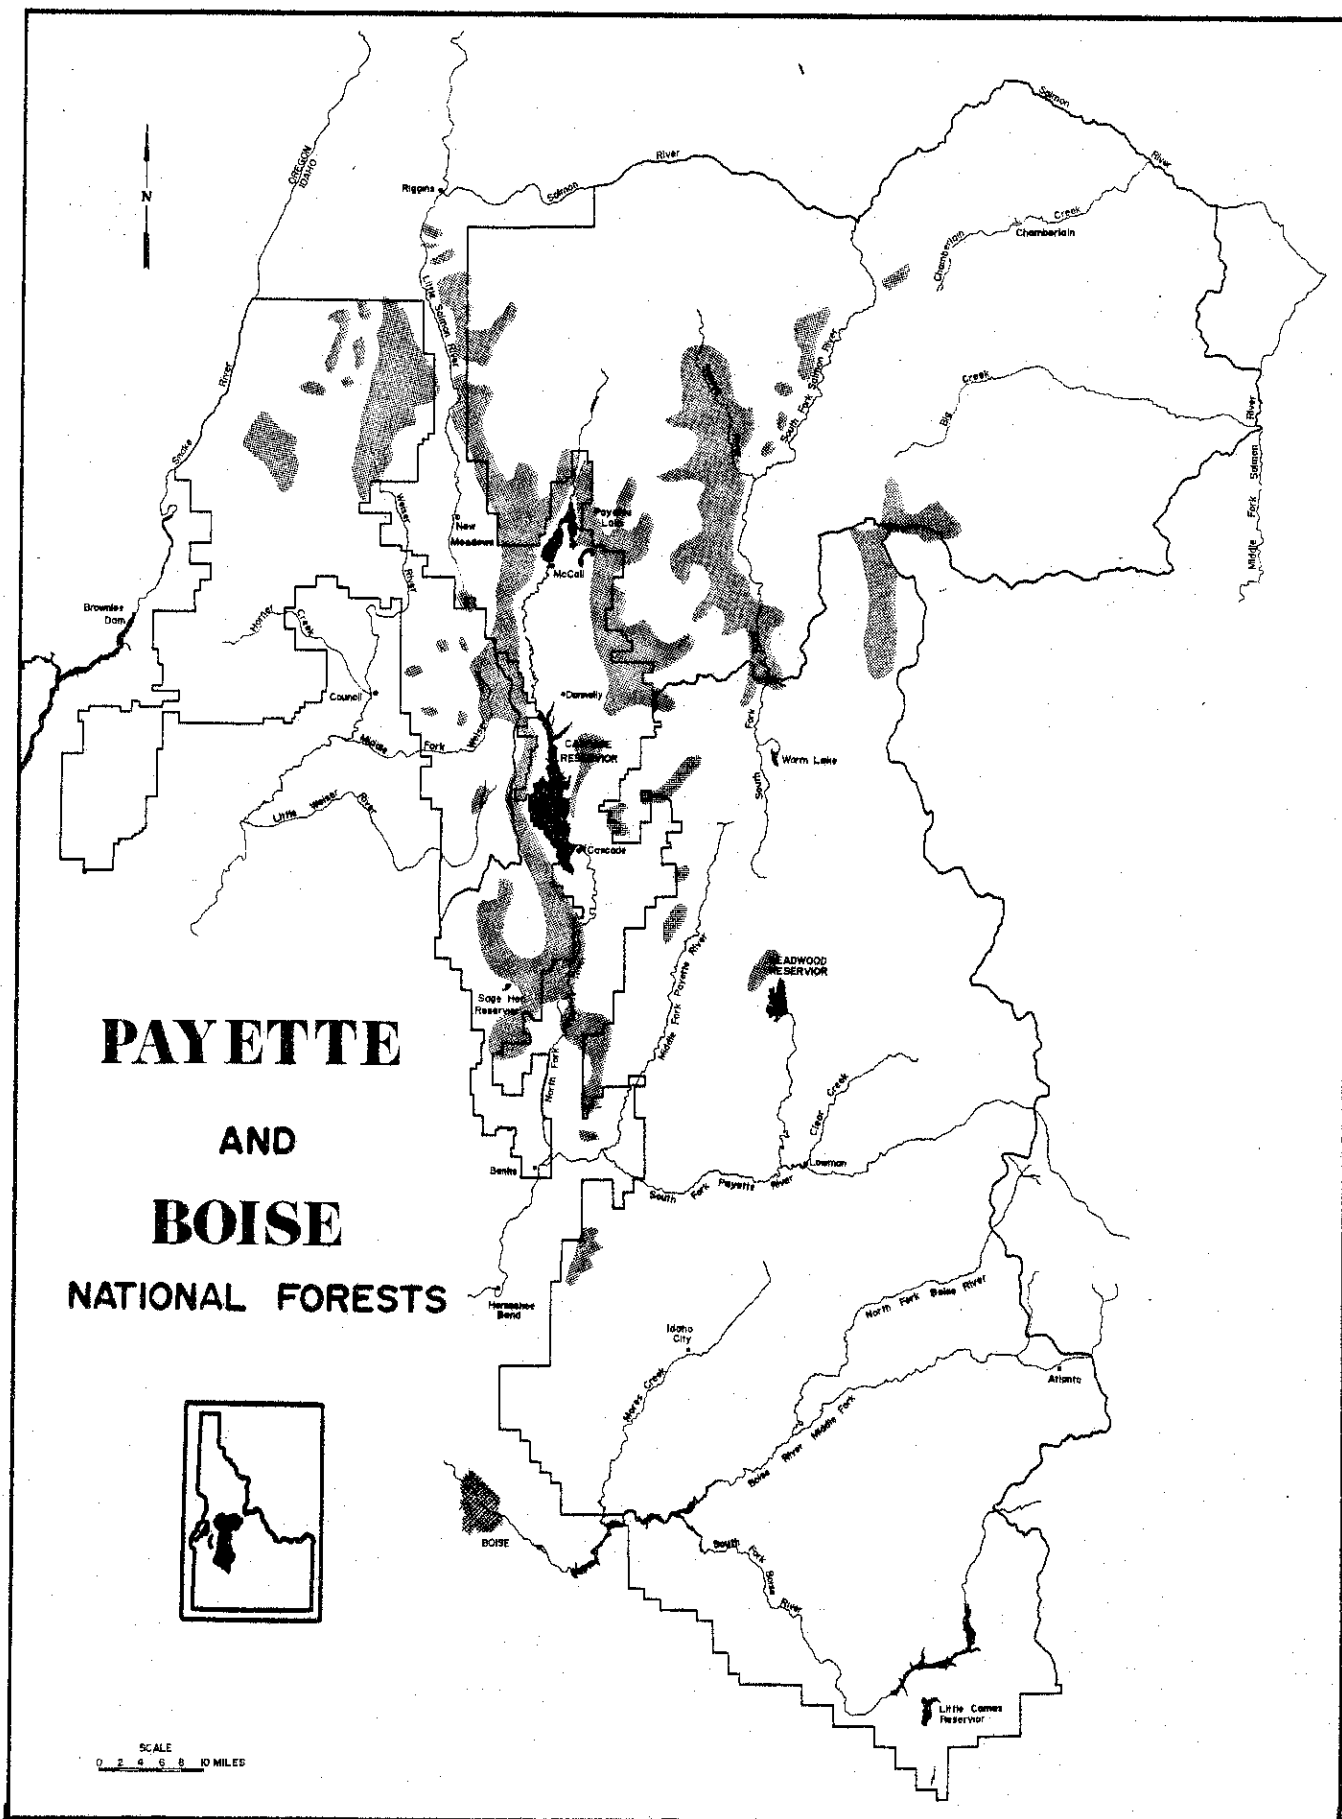 Salmon
River
River
OREGON
IDAHO
N
Riggins
Salmon
Creek
Chamberlain
Chamberlain
Little Salmon River
River
South Fork Salmon River
Creek
Big
River
Snake
Middle Fork Salmon
Weiser
River
New
Meadows
Payette
Lake
McCall
Brownlee
Dam
Hornet
Creek
Council
Donnelly
Middle Fork Weiser
CASCADE
RESERVIOR
Fork
South
Warm Lake
Little Weiser
River
Cascade
Middle Fork Payette River
DEADWOOD
RESERVIOR
Sage Hen
Reservior
PAYETTE
AND
BOISE
NATIONAL FORESTS
North Fork
Clear Creek
Banks
Lowman
South Fork Payette River
Horseshoe
Bend
North Fork Boise River
Idaho
City
Mores Creek
Atlanta
Boise River Middle Fork
BOISE
South Fork
Boise
River
Little Camas
Reservior
SCALE
0 2 4 6 8 10 MILES